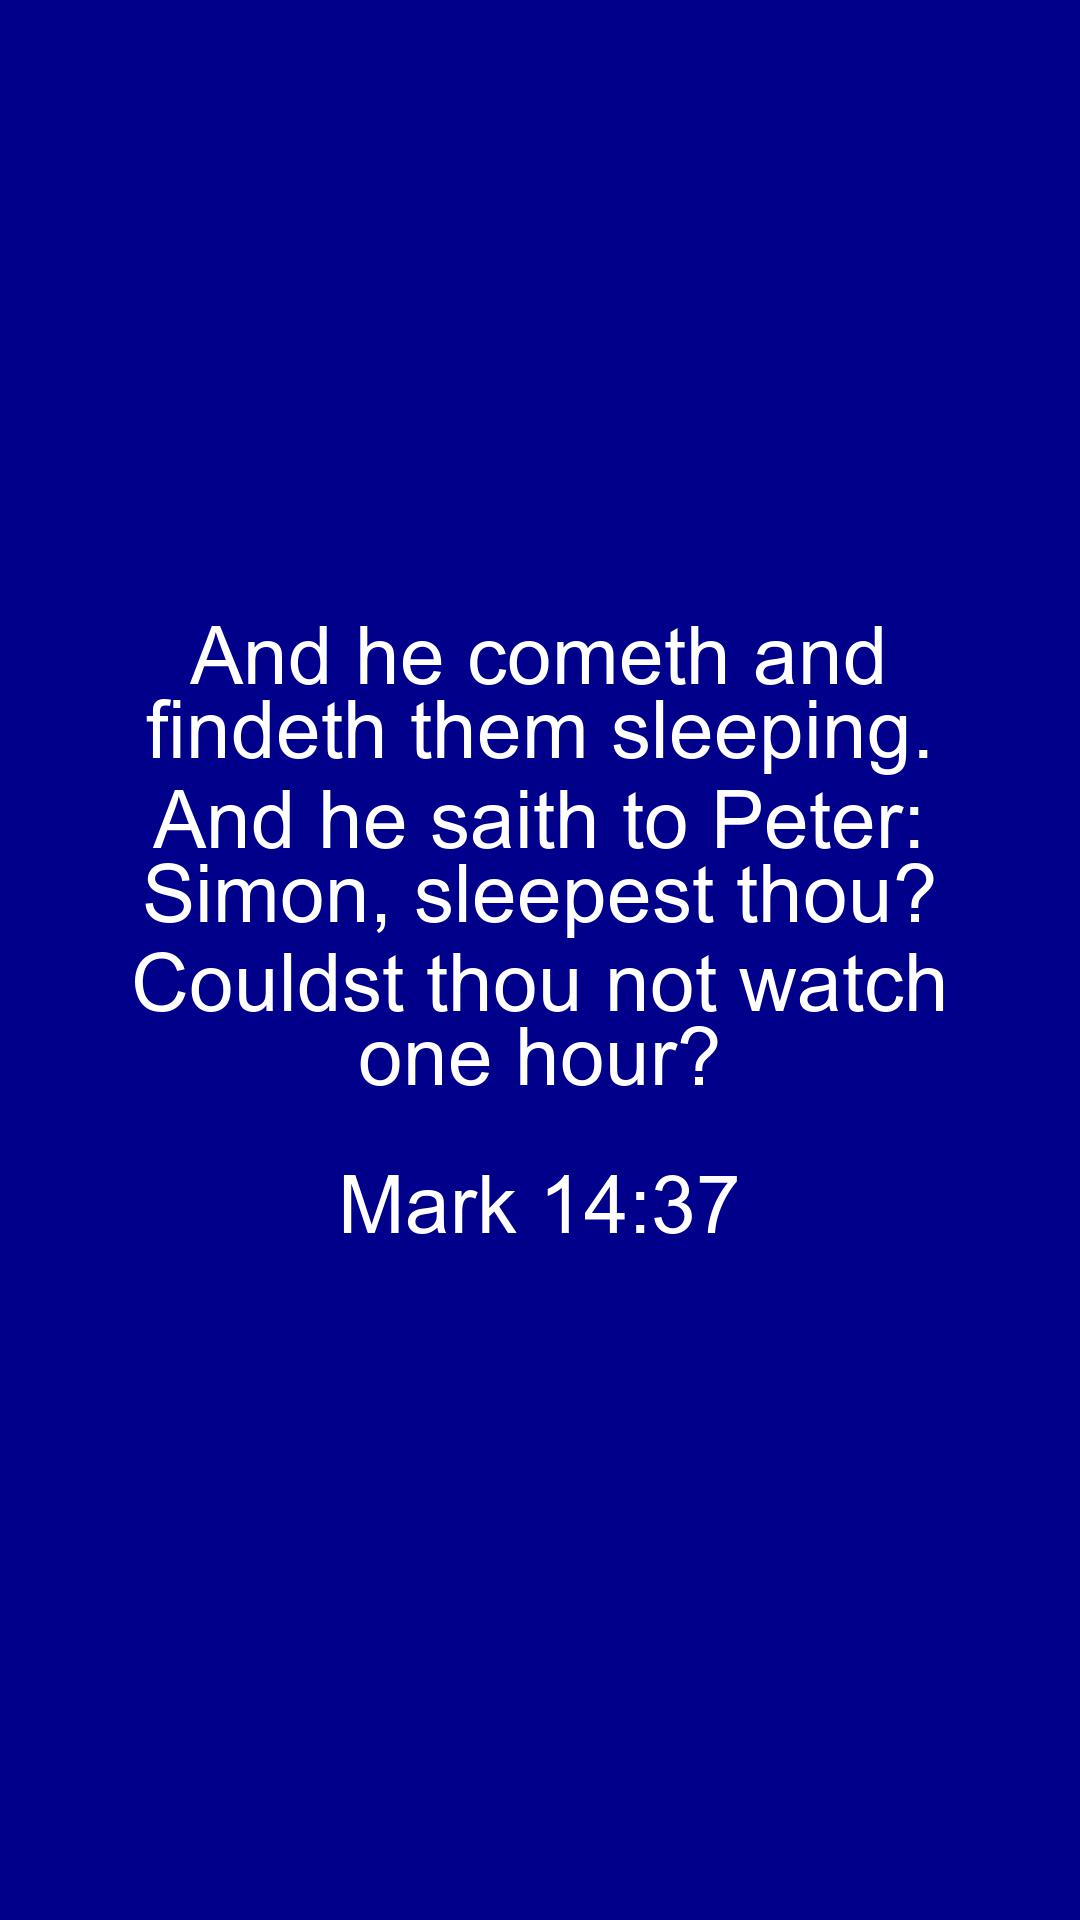 And he cometh and
findeth them sleeping.
And he saith to Peter:
Simon, sleepest thou?
Couldst thou not watch
one hour?
Mark 14:37